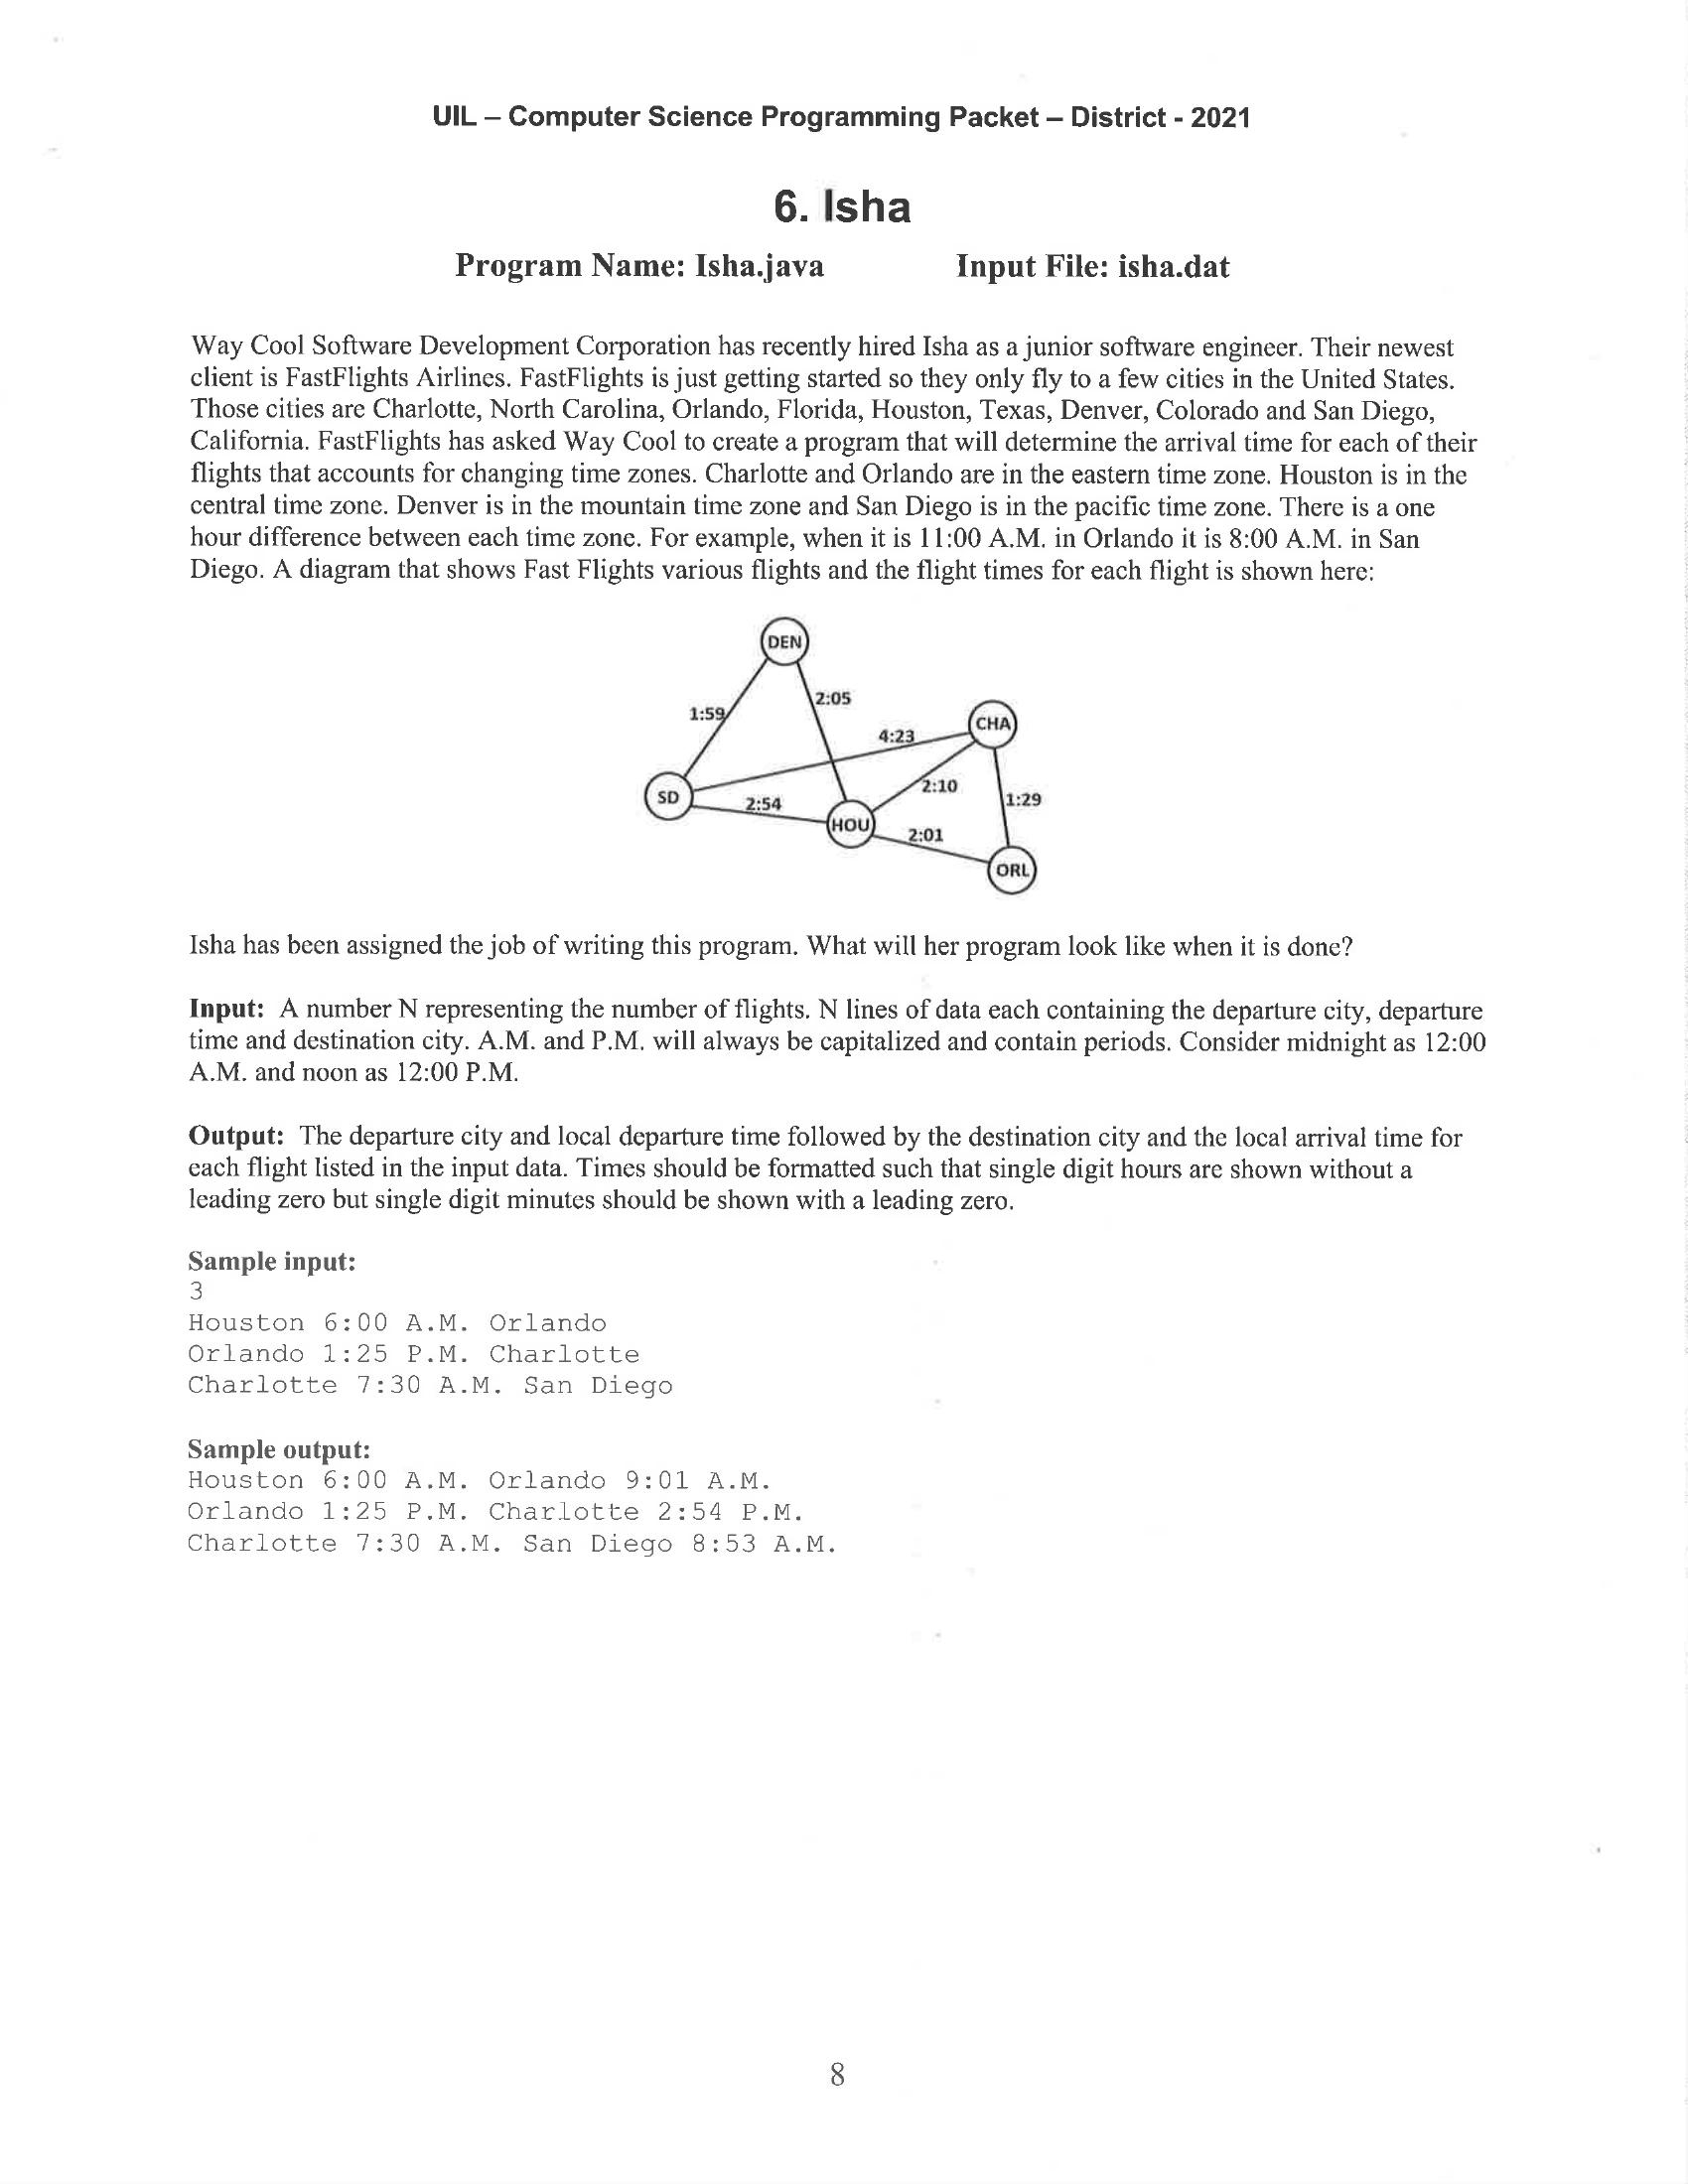 UIL – Computer Science Programming Packet – District - 2021
6. Isha
Program Name: Isha.java Input File: isha.dat
Way Cool Software Development Corporation has recently hired Isha as a junior software engineer. Their newest
client is FastFlights Airlines. FastFlights is just getting started so they only fly to a few cities in the United States.
Those cities are Charlotte, North Carolina, Orlando, Florida, Houston, Texas, Denver, Colorado and San Diego,
California. FastFlights has asked Way Cool to create a program that will determine the arrival time for each of their
flights that accounts for changing time zones. Charlotte and Orlando are in the eastern time zone. Houston is in the
central time zone. Denver is in the mountain time zone and San Diego is in the pacific time zone. There is a one
hour difference between each time zone. For example, when it is 11:00 A.M. in Orlando it is 8:00 A.M. in San
Diego. A diagram that shows Fast Flights various flights and the flight times for each flight is shown here:
DEN
2:05
1:59
CHA
4:23
2:10
SD
2:54
1:29
HOU
2:01
ORL
Isha has been assigned the job of writing this program. What will her program look like when it is done?
Input: A number N representing the number of flights. N lines of data each containing the departure city, departure
time and destination city. A.M. and P.M. will always be capitalized and contain periods. Consider midnight as 12:00
A.M. and noon as 12:00 P.M.
Output: The departure city and local departure time followed by the destination city and the local arrival time for
each flight listed in the input data. Times should be formatted such that single digit hours are shown without a
leading zero but single digit minutes should be shown with a leading zero.
Sample input:
3
Houston 6:00 A.M. Orlando
Orlando 1:25 P.M. Charlotte
Charlotte 7:30 A.M. San Diego
Sample output:
Houston 6:00 A.M. Orlando 9:01 A.M.
Orlando 1:25 P.M. Charlotte 2:54 P.M.
Charlotte 7:30 A.M. San Diego 8:53 A.M.
8